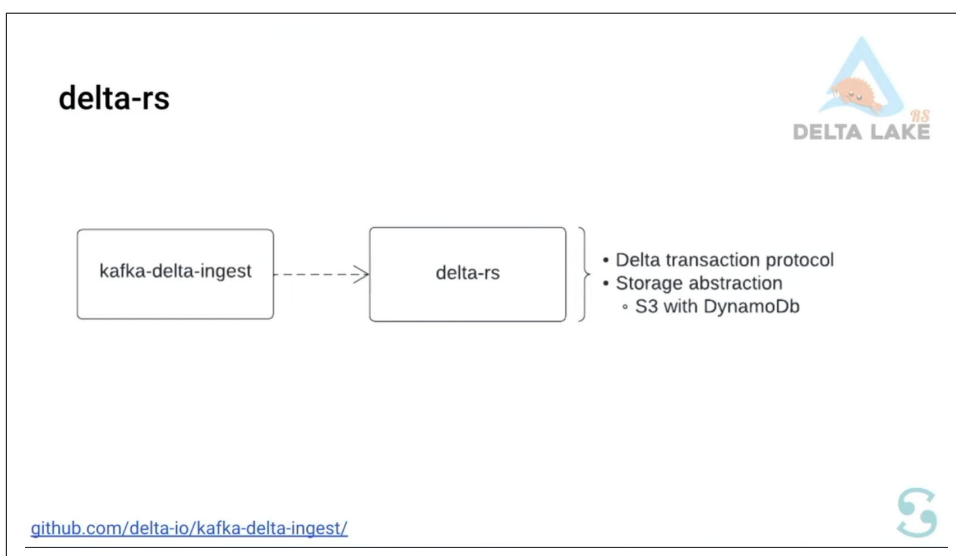 delta-rs
RS
DELTA LAKE
kafka-delta-ingest
delta-rs
• Delta transaction protocol
• Storage abstraction
◦ S3 with DynamoDb
github.com/delta-io/kafka-delta-ingest/